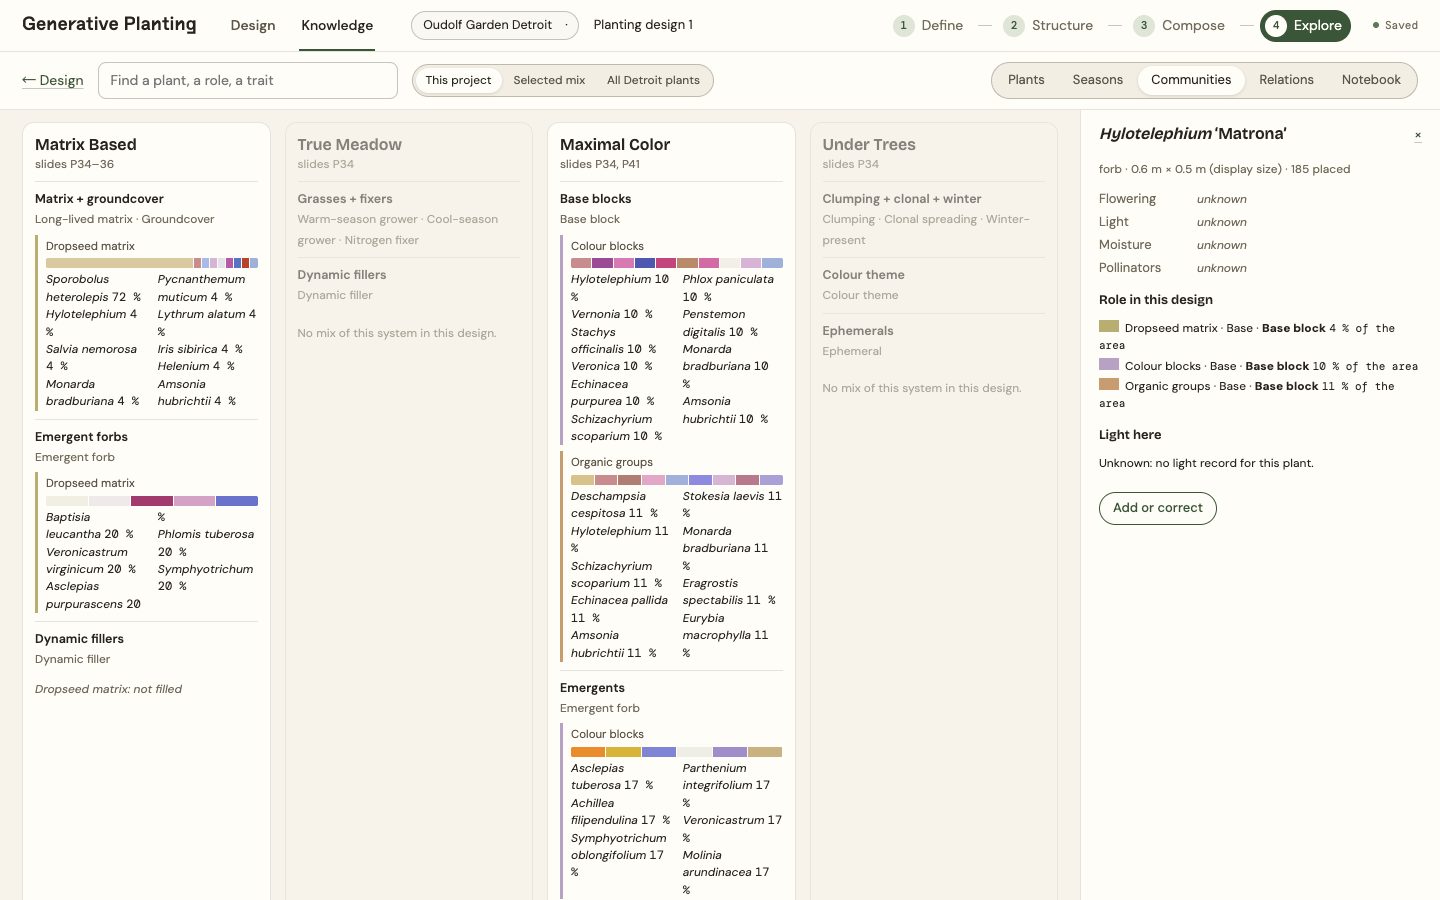 Generative Planting
Design
Knowledge
Oudolf Garden Detroit ·
Planting design 1
1 Define — 2 Structure — 3 Compose — 4 Explore
Saved
← Design
Find a plant, a role, a trait
This project
Selected mix
All Detroit plants
Plants
Seasons
Communities
Relations
Notebook
Matrix Based
slides P34–36
Matrix + groundcover
Long-lived matrix · Groundcover
Dropseed matrix
Sporobolus
heterolepis 72 %
Hylotelephium 4
%
Salvia nemorosa
4 %
Monarda
bradburiana 4 %
Pycnanthemum
muticum 4 %
Lythrum alatum 4
%
Iris sibirica 4 %
Helenium 4 %
Amsonia
hubrichtii 4 %
Emergent forbs
Emergent forb
Dropseed matrix
Baptisia
leucantha 20 %
Veronicastrum
virginicum 20 %
Asclepias
purpurascens 20
%
Phlomis tuberosa
20 %
Symphyotrichum
20 %
Dynamic fillers
Dynamic filler
Dropseed matrix: not filled
True Meadow
slides P34
Grasses + fixers
Warm-season grower · Cool-season
grower · Nitrogen fixer
Dynamic fillers
Dynamic filler
No mix of this system in this design.
Maximal Color
slides P34, P41
Base blocks
Base block
Colour blocks
Hylotelephium 10
%
Vernonia 10 %
Stachys
officinalis 10 %
Veronica 10 %
Echinacea
purpurea 10 %
Schizachyrium
scoparium 10 %
Phlox paniculata
10 %
Penstemon
digitalis 10 %
Monarda
bradburiana 10
%
Amsonia
hubrichtii 10 %
Organic groups
Deschampsia
cespitosa 11 %
Hylotelephium 11
%
Schizachyrium
scoparium 11 %
Echinacea pallida
11 %
Amsonia
hubrichtii 11 %
Stokesia laevis 11
%
Monarda
bradburiana 11
%
Eragrostis
spectabilis 11 %
Eurybia
macrophylla 11
%
Emergents
Emergent forb
Colour blocks
Asclepias
tuberosa 17 %
Achillea
filipendulina 17 %
Symphyotrichum
oblongifolium 17
%
Parthenium
integrifolium 17
%
Veronicastrum 17
%
Molinia
arundinacea 17
%
Under Trees
slides P34
Clumping + clonal + winter
Clumping · Clonal spreading · Winter-
present
Colour theme
Colour theme
Ephemerals
Ephemeral
No mix of this system in this design.
Hylotelephium ‘Matrona’
×
forb · 0.6 m × 0.5 m (display size) · 185 placed
Flowering unknown
Light unknown
Moisture unknown
Pollinators unknown
Role in this design
Dropseed matrix · Base · Base block 4 % of the
area
Colour blocks · Base · Base block 10 % of the area
Organic groups · Base · Base block 11 % of the
area
Light here
Unknown: no light record for this plant.
Add or correct